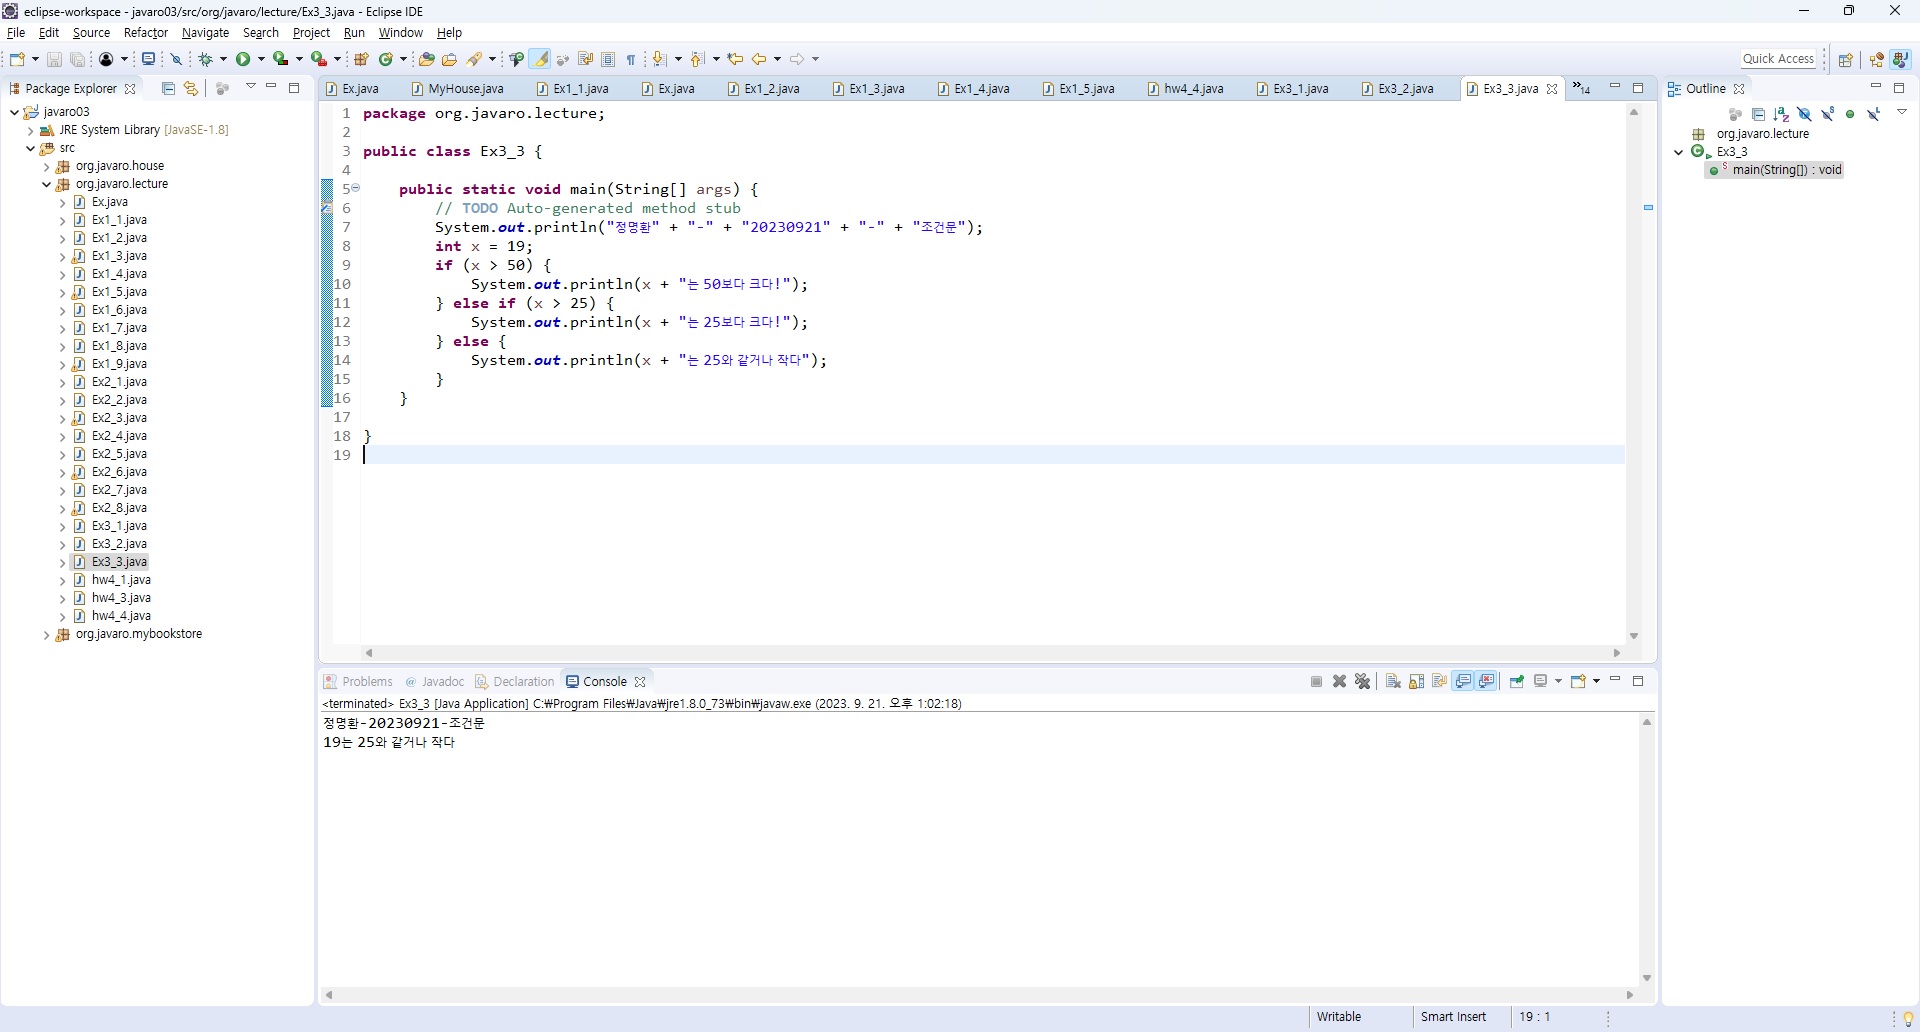 eclipse-workspace - javaro03/src/org/javaro/lecture/Ex3_3.java - Eclipse IDE
File Edit Source Refactor Navigate Search Project Run Window Help
Quick Access
Package Explorer
javaro03
JRE System Library [JavaSE-1.8]
src
org.javaro.house
org.javaro.lecture
Ex.java
Ex1_1.java
Ex1_2.java
Ex1_3.java
Ex1_4.java
Ex1_5.java
Ex1_6.java
Ex1_7.java
Ex1_8.java
Ex1_9.java
Ex2_1.java
Ex2_2.java
Ex2_3.java
Ex2_4.java
Ex2_5.java
Ex2_6.java
Ex2_7.java
Ex2_8.java
Ex3_1.java
Ex3_2.java
Ex3_3.java
hw4_1.java
hw4_3.java
hw4_4.java
org.javaro.mybookstore
Ex.java MyHouse.java Ex1_1.java Ex.java Ex1_2.java Ex1_3.java Ex1_4.java Ex1_5.java hw4_4.java Ex3_1.java Ex3_2.java Ex3_3.java »14
1 package org.javaro.lecture;
2
3 public class Ex3_3 {
4
5 public static void main(String[] args) {
6 // TODO Auto-generated method stub
7 System.out.println("정명환" + "-" + "20230921" + "-" + "조건문");
8 int x = 19;
9 if (x > 50) {
10 System.out.println(x + "는 50보다 크다!");
11 } else if (x > 25) {
12 System.out.println(x + "는 25보다 크다!");
13 } else {
14 System.out.println(x + "는 25와 같거나 작다");
15 }
16 }
17
18 }
19
Outline
org.javaro.lecture
Ex3_3
main(String[]) : void
Problems Javadoc Declaration Console
<terminated> Ex3_3 [Java Application] C:₩Program Files₩Java₩jre1.8.0_73₩bin₩javaw.exe (2023. 9. 21. 오후 1:02:18)
정명환-20230921-조건문
19는 25와 같거나 작다
Writable Smart Insert 19 : 1